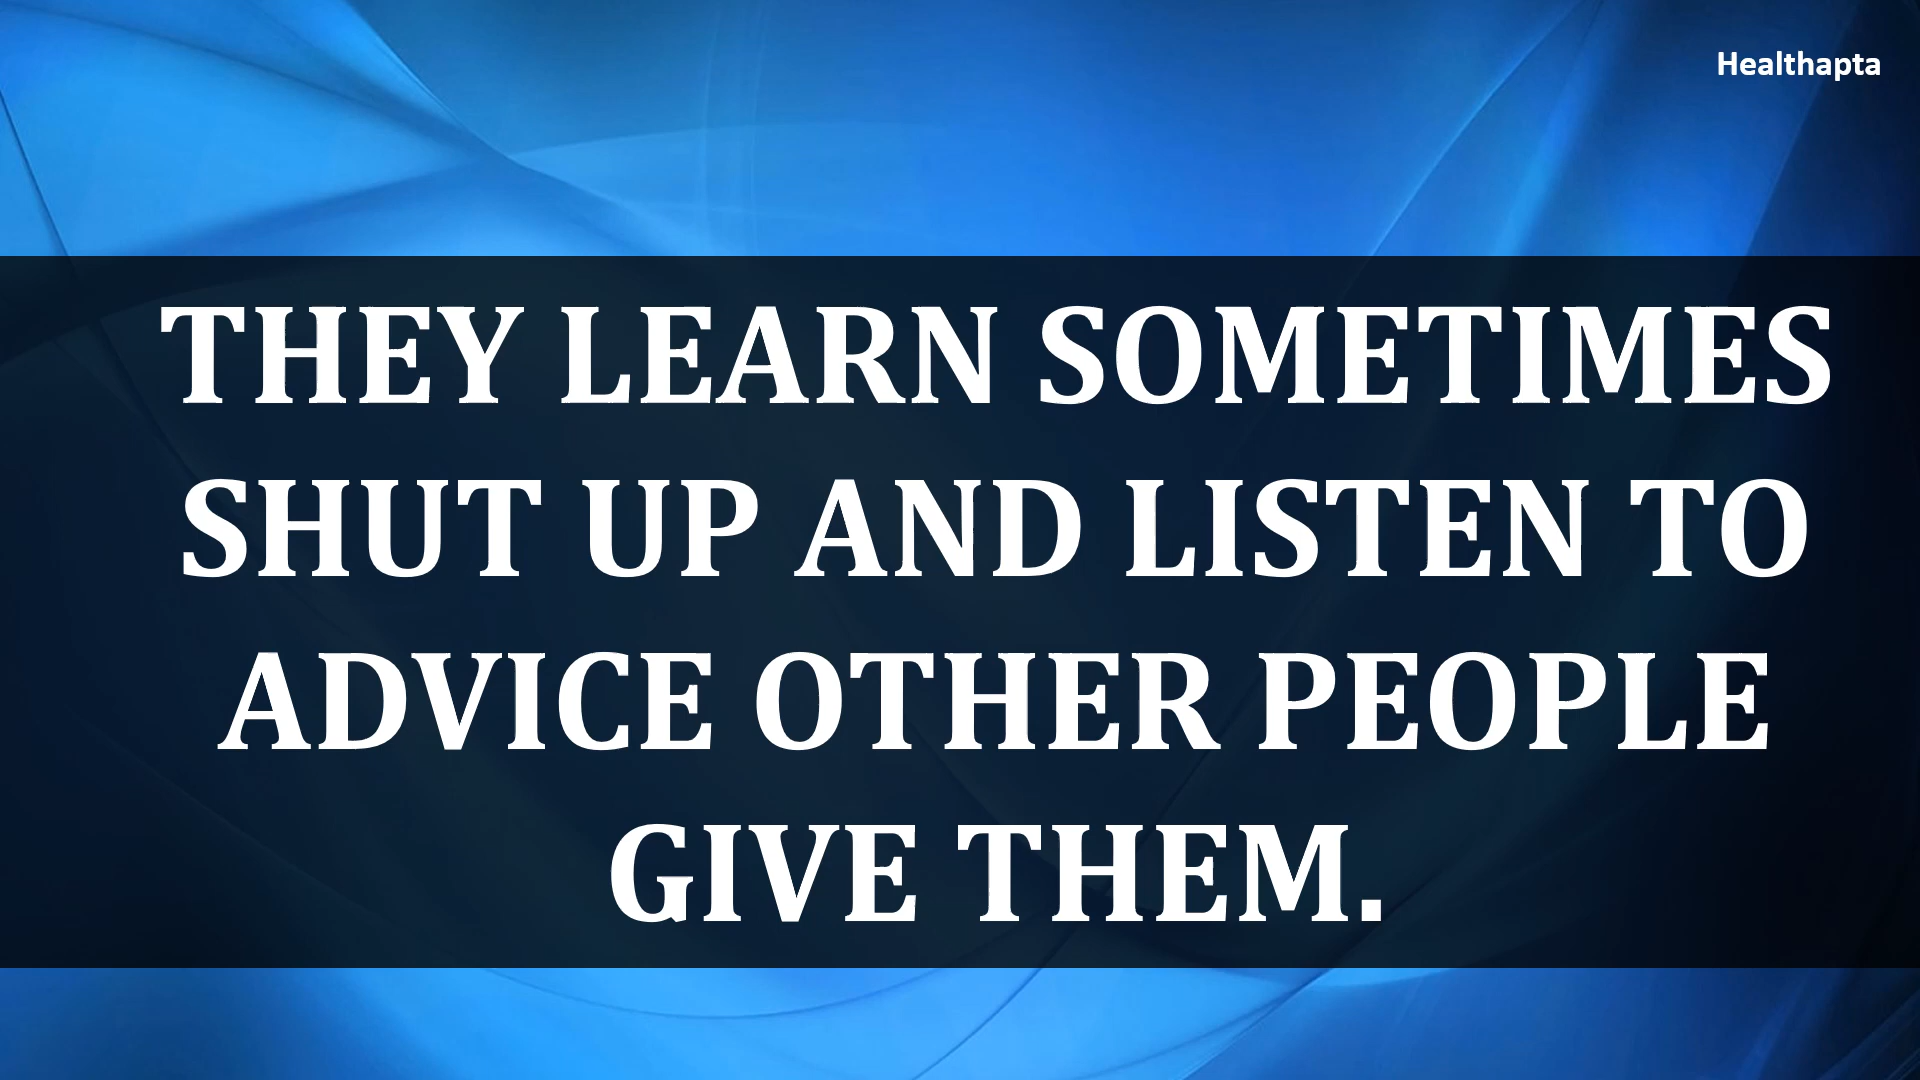 Healthapta
THEY LEARN SOMETIMES
SHUT UP AND LISTEN TO
ADVICE OTHER PEOPLE
GIVE THEM.